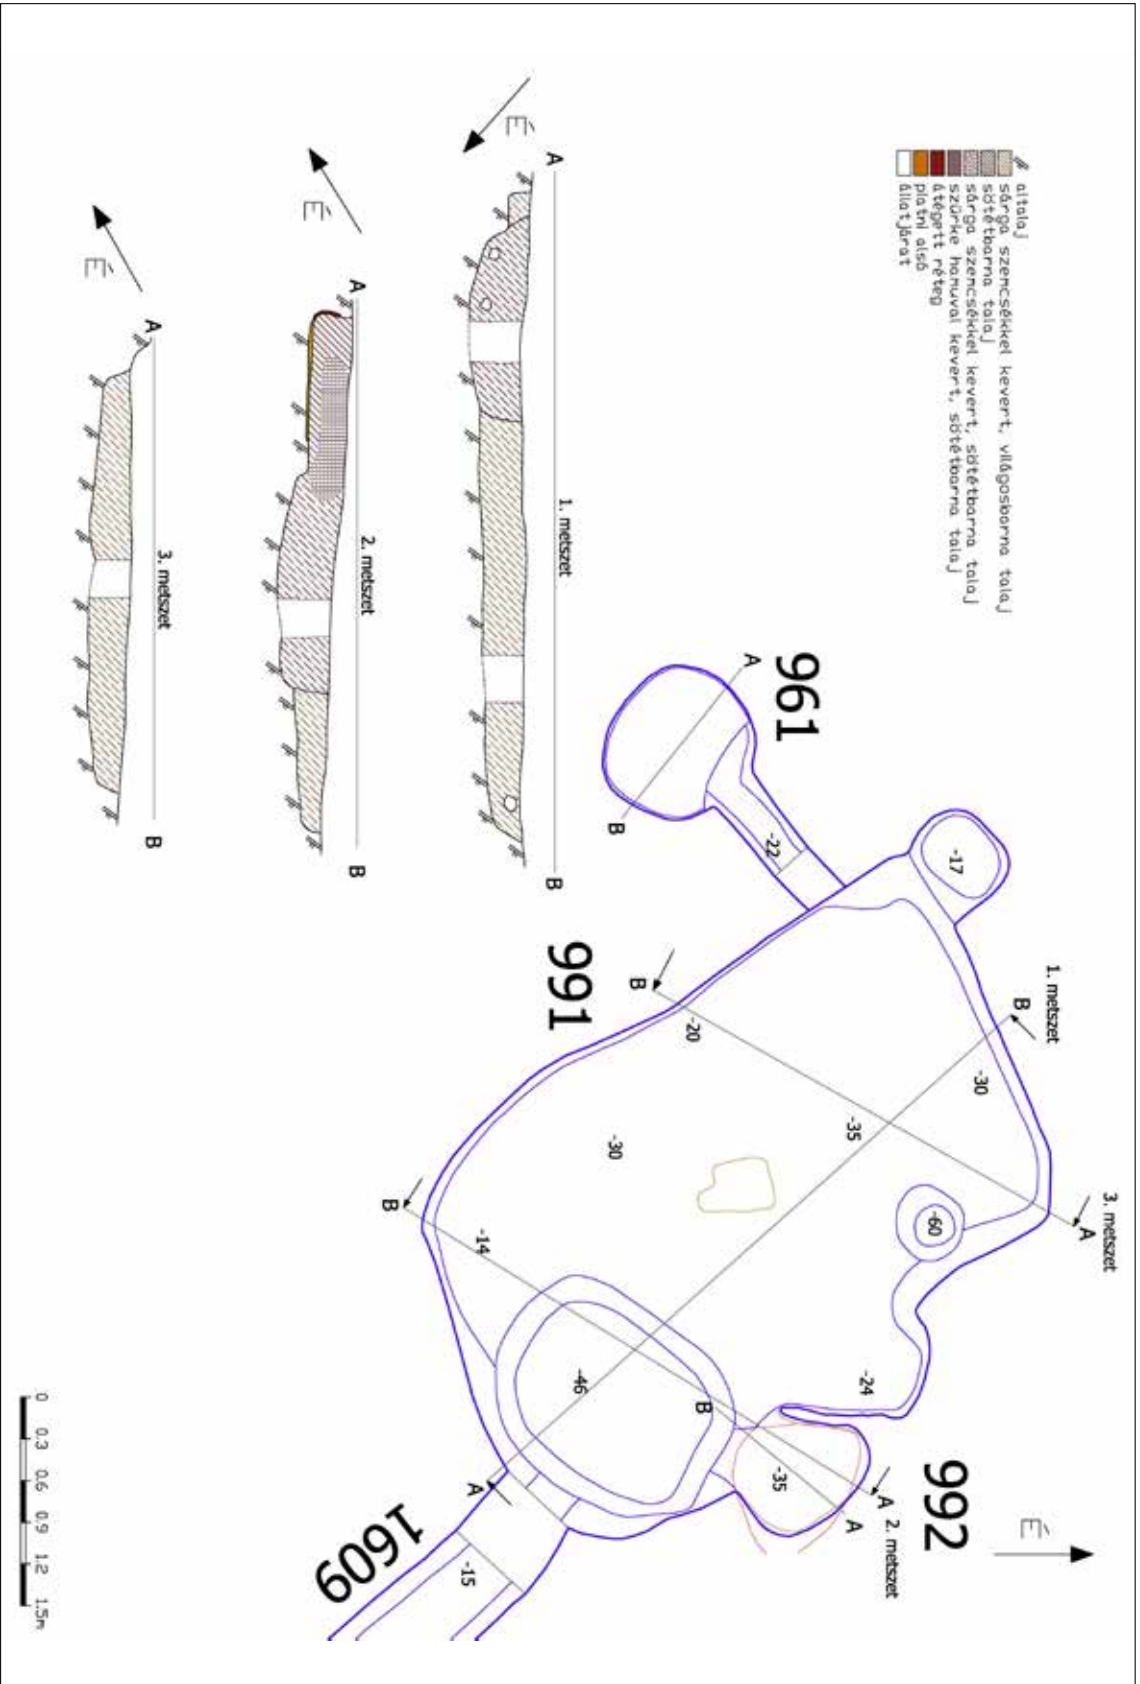 altalaj
sárga szemcsékkel kevert, világosbarna talaj
sötétbarna talaj
sárga szemcsékkel kevert, sötétbarna talaj
szürke hamuval kevert, sötétbarna talaj
átégett réteg
platni alsó
állatjárat
É
A
1. metszet
B
É
A
2. metszet
B
É
A
3. metszet
B
961
A
B
-22
-17
991
1. metszet
B
-30
B
-20
-35
-30
3. metszet
A
-60
B
-14
-24
-46
B
-35
A
A
2. metszet
992
É
A
1609
-15
0 0.3 0.6 0.9 1.2 1.5m